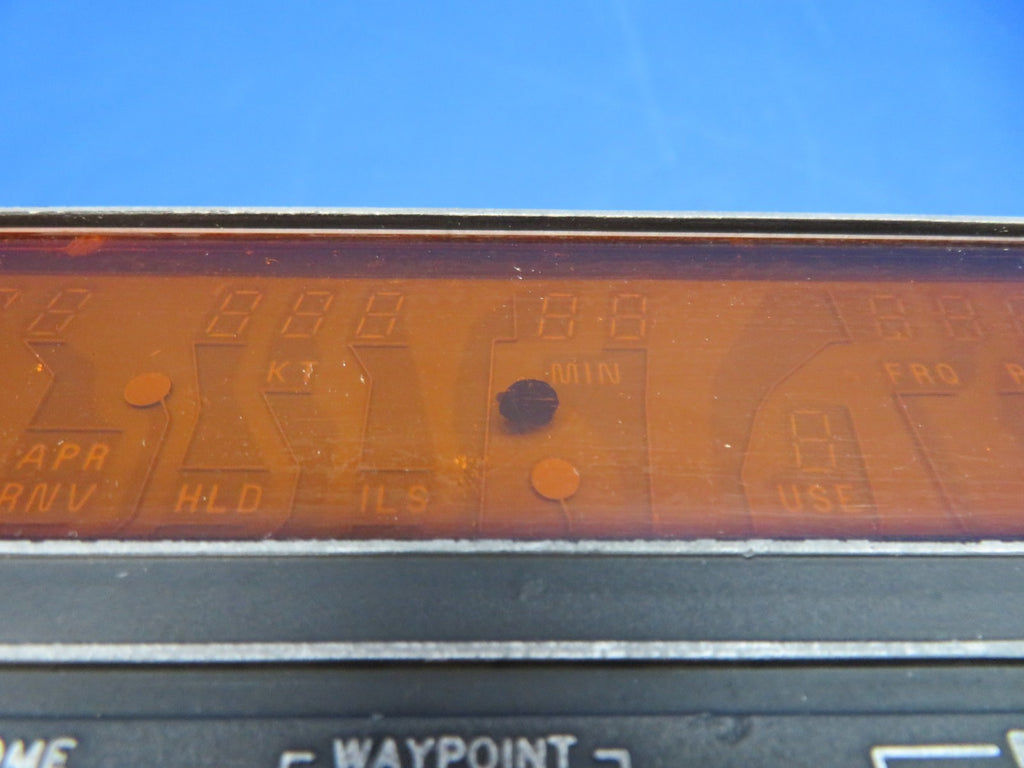 KT MIN FRQ
APR USE
RNV HLD ILS
WAYPOINT